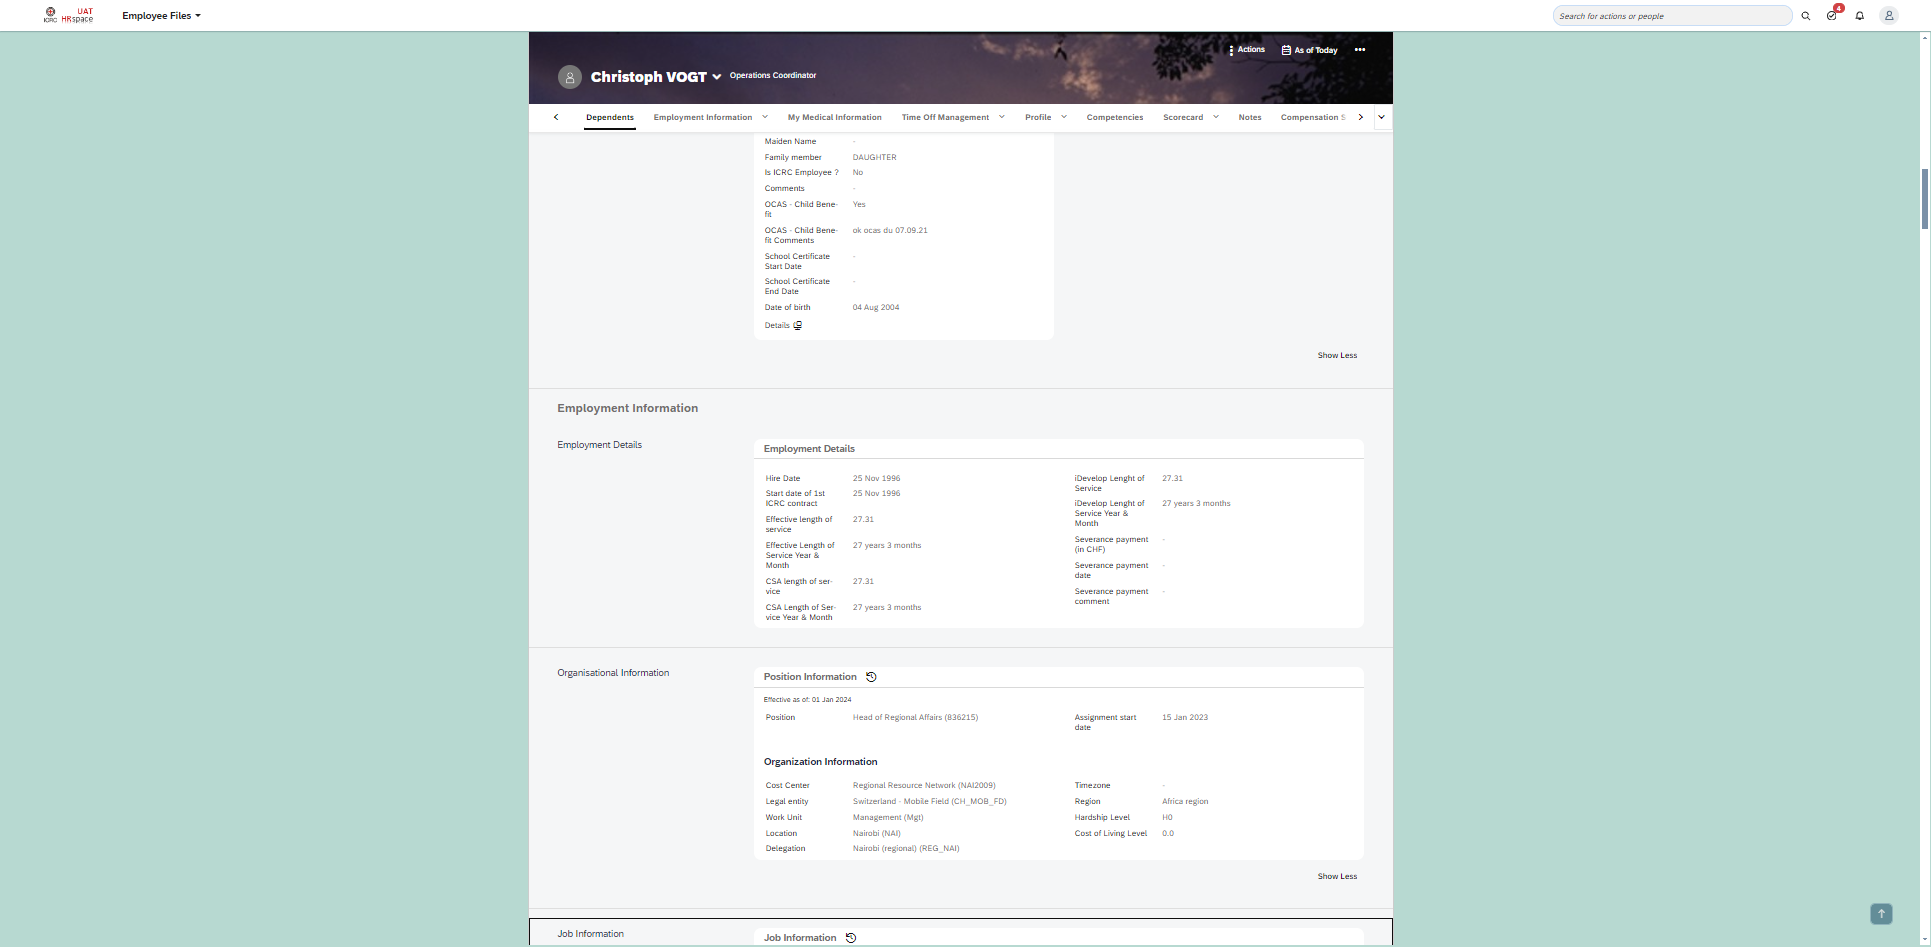 ICRC UAT HRspace
Employee Files
Search for actions or people
4
Actions
As of Today
Christoph VOGT
Operations Coordinator
Dependents
Employment Information
My Medical Information
Time Off Management
Profile
Competencies
Scorecard
Notes
Compensation S
Maiden Name -
Family member DAUGHTER
Is ICRC Employee ? No
Comments -
OCAS - Child Bene-
fit
Yes
OCAS - Child Bene-
fit Comments
ok ocas du 07.09.21
School Certificate
Start Date
-
School Certificate
End Date
-
Date of birth 04 Aug 2004
Details
Show Less
Employment Information
Employment Details
Employment Details
Hire Date 25 Nov 1996
Start date of 1st
ICRC contract
25 Nov 1996
Effective length of
service
27.31
Effective Length of
Service Year &
Month
27 years 3 months
CSA length of ser-
vice
27.31
CSA Length of Ser-
vice Year & Month
27 years 3 months
iDevelop Lenght of
Service
27.31
iDevelop Lenght of
Service Year &
Month
27 years 3 months
Severance payment
(in CHF)
-
Severance payment
date
-
Severance payment
comment
-
Organisational Information
Position Information
Effective as of: 01 Jan 2024
Position Head of Regional Affairs (836215)
Assignment start
date
15 Jan 2023
Organization Information
Cost Center Regional Resource Network (NAI2009)
Legal entity Switzerland - Mobile Field (CH_MOB_FD)
Work Unit Management (Mgt)
Location Nairobi (NAI)
Delegation Nairobi (regional) (REG_NAI)
Timezone -
Region Africa region
Hardship Level H0
Cost of Living Level 0.0
Show Less
Job Information
Job Information